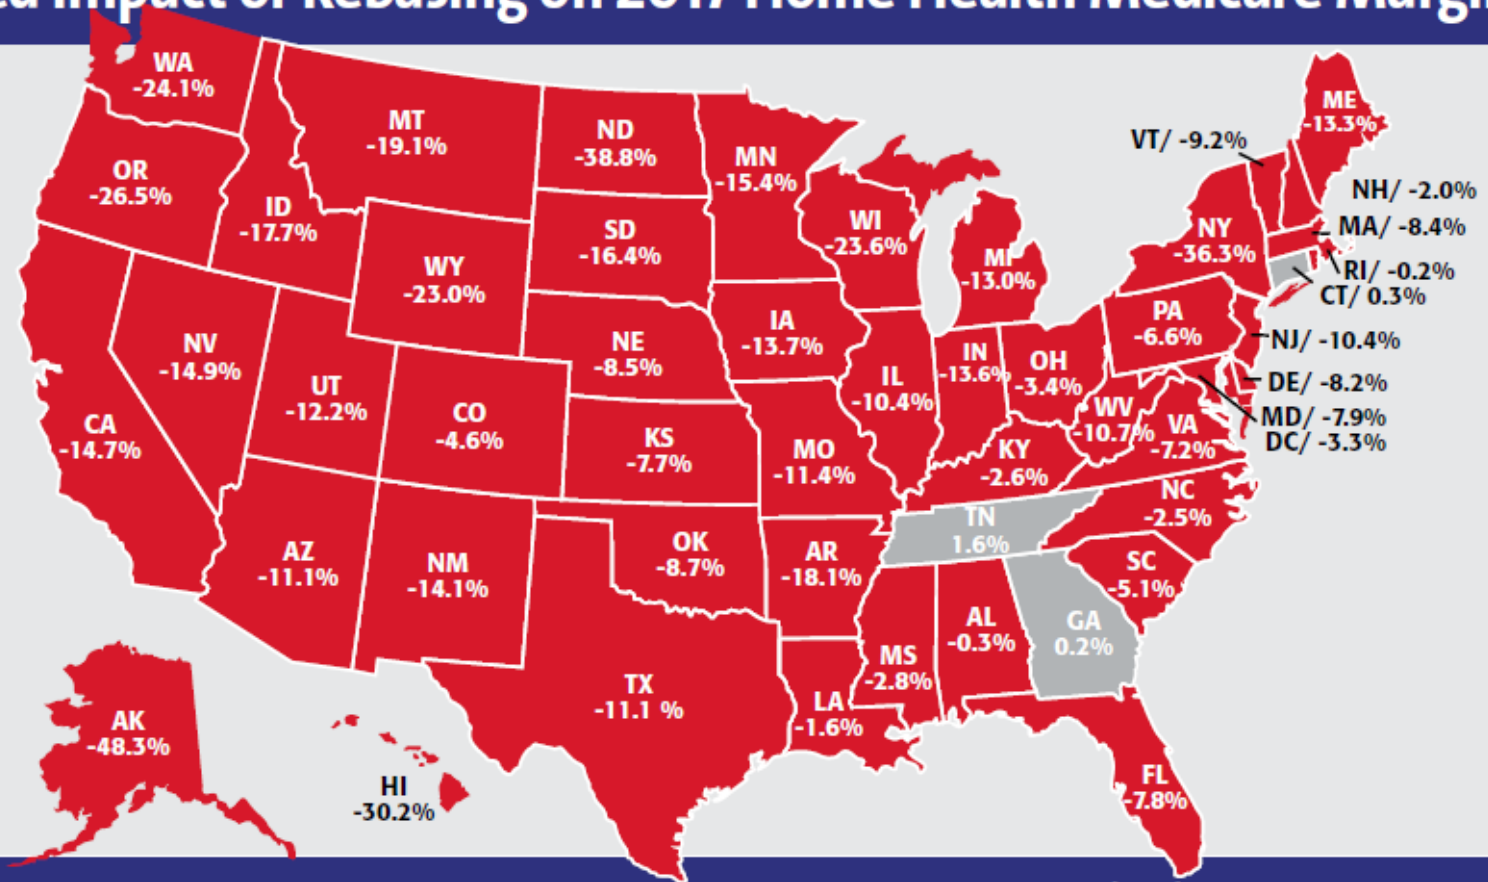 Impact of Rebasing on 2017 Home Health Medicare
WA
-24.1%
MT
-19.1%
ND
-38.8%
MN
-15.4%
ME
-13.3%
VT/ -9.2%
OR
-26.5%
ID
-17.7%
SD
-16.4%
WI
-23.6%
MI
-13.0%
NY
-36.3%
NH/ -2.0%
MA/ -8.4%
RI/ -0.2%
CT/ 0.3%
WY
-23.0%
NV
-14.9%
UT
-12.2%
NE
-8.5%
IA
-13.7%
IL
-10.4%
IN
-13.6%
OH
-3.4%
PA
-6.6%
NJ/ -10.4%
DE/ -8.2%
MD/ -7.9%
DC/ -3.3%
CA
-14.7%
CO
-4.6%
KS
-7.7%
MO
-11.4%
KY
-2.6%
WV
-10.7%
VA
-7.2%
NC
-2.5%
TN
1.6%
SC
-5.1%
AZ
-11.1%
NM
-14.1%
OK
-8.7%
AR
-18.1%
MS
-2.8%
AL
-0.3%
GA
0.2%
TX
-11.1 %
LA
-1.6%
FL
-7.8%
AK
-48.3%
HI
-30.2%